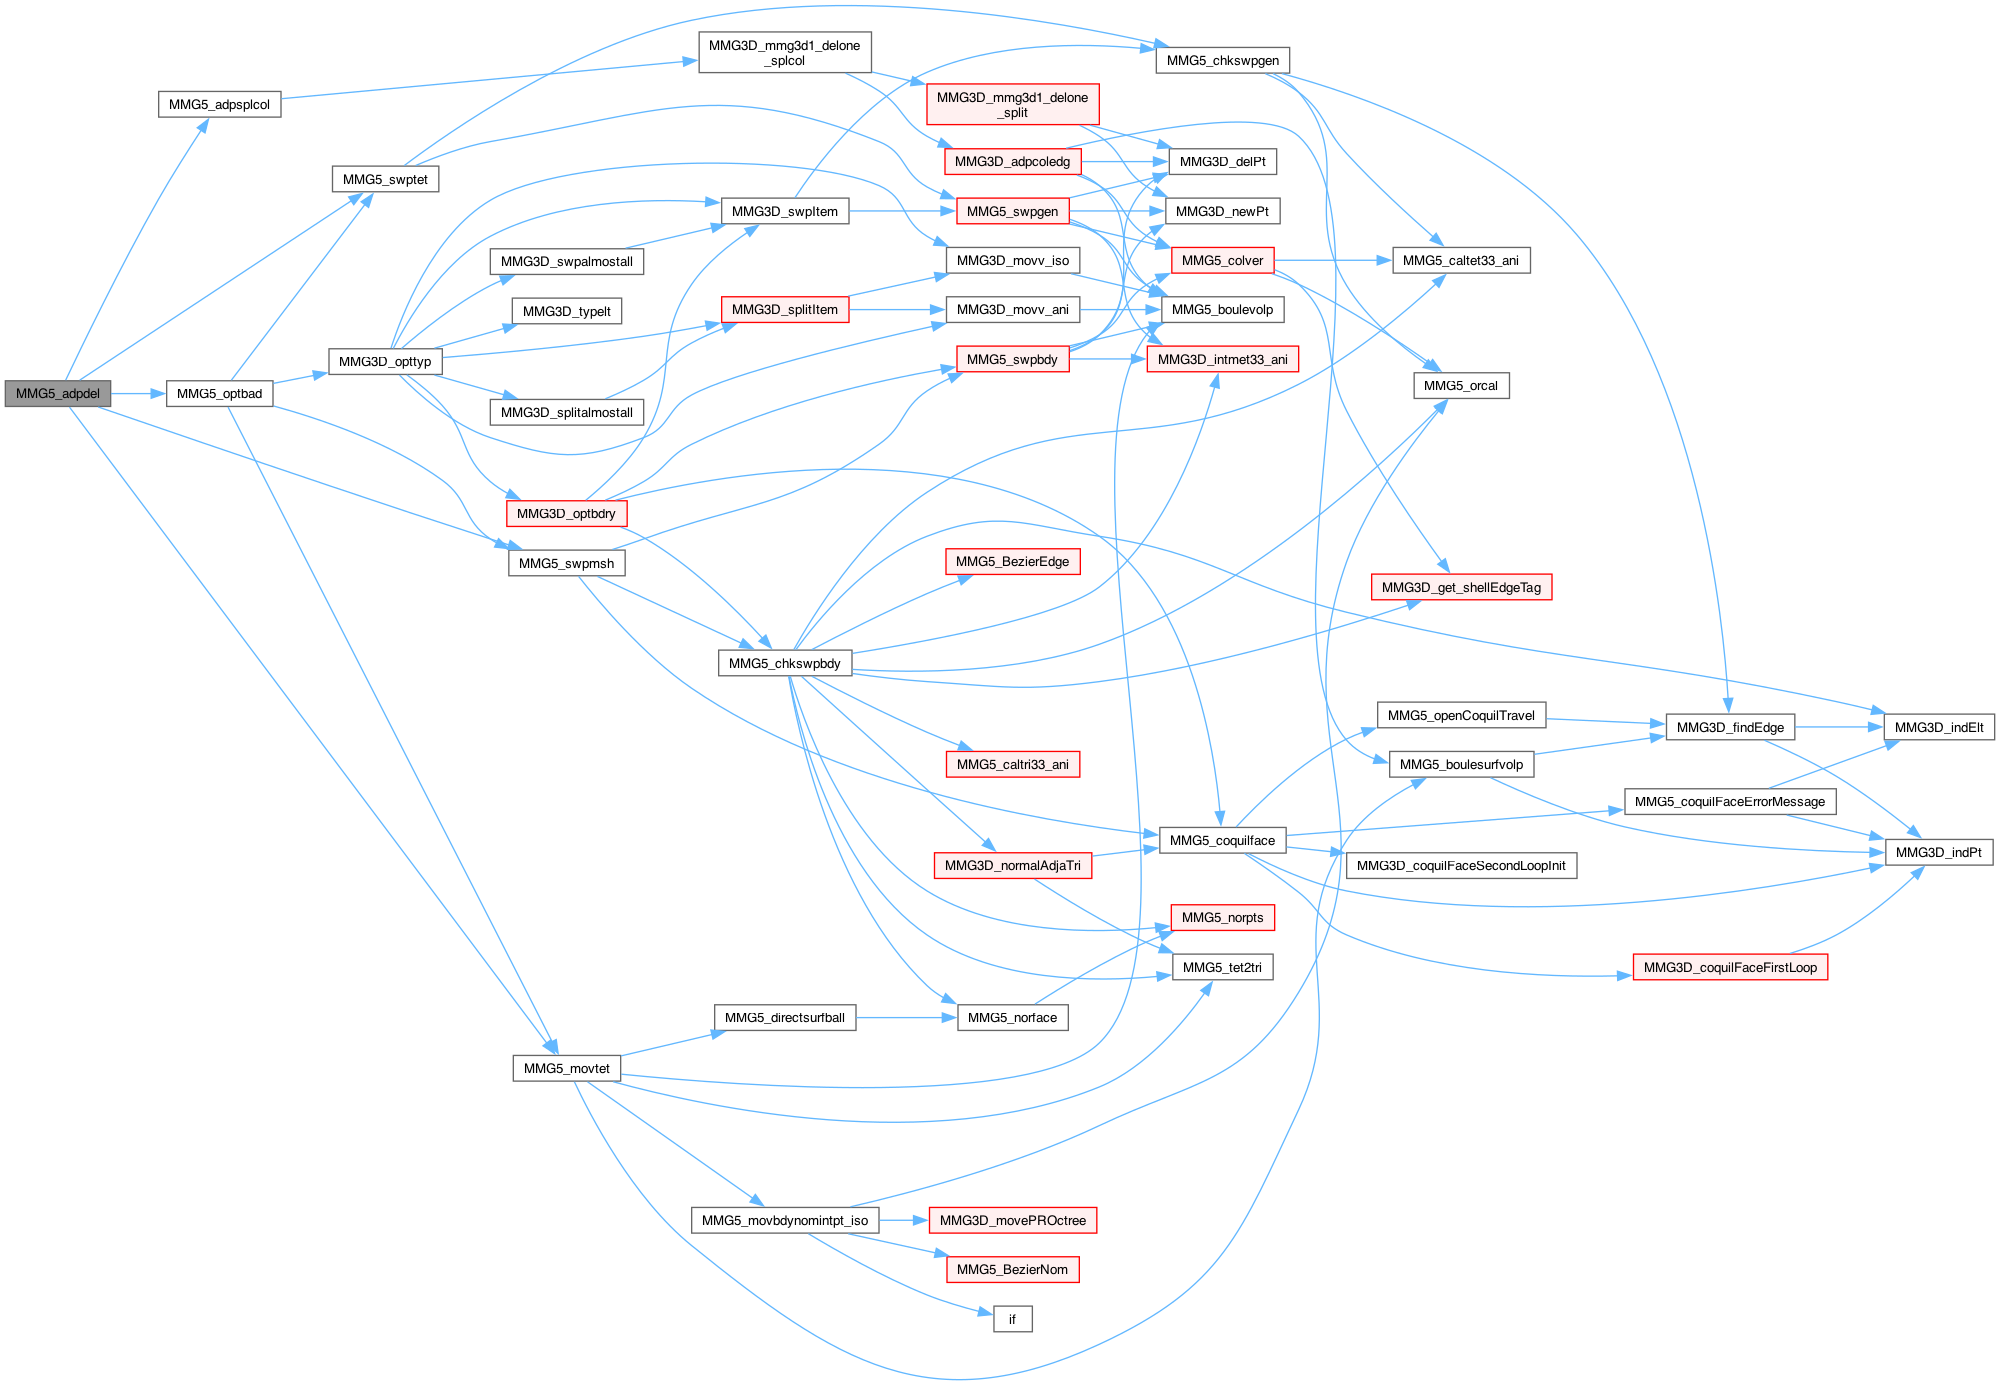 MMG5_adpdel
MMG5_adpsplcol
MMG5_optbad
MMG5_swptet
MMG3D_opttyp
MMG3D_swpalmostall
MMG3D_typelt
MMG3D_splitalmostall
MMG3D_optbdry
MMG5_swpmsh
MMG5_movtet
MMG3D_mmg3d1_delone
_splcol
MMG3D_swpItem
MMG3D_splitItem
MMG5_chkswpbdy
MMG5_directsurfball
MMG5_movbdynomintpt_iso
MMG3D_mmg3d1_delone
_split
MMG3D_adpcoledg
MMG5_swpgen
MMG3D_movv_iso
MMG3D_movv_ani
MMG5_swpbdy
MMG5_BezierEdge
MMG5_caltri33_ani
MMG3D_normalAdjaTri
MMG5_norface
MMG3D_movePROctree
MMG5_BezierNom
if
MMG5_chkswpgen
MMG3D_delPt
MMG3D_newPt
MMG5_colver
MMG5_boulevolp
MMG3D_intmet33_ani
MMG5_coquilface
MMG5_norpts
MMG5_tet2tri
MMG5_caltet33_ani
MMG5_orcal
MMG3D_get_shellEdgeTag
MMG5_openCoquilTravel
MMG5_boulesurfvolp
MMG3D_coquilFaceSecondLoopInit
MMG3D_findEdge
MMG5_coquilFaceErrorMessage
MMG3D_coquilFaceFirstLoop
MMG3D_indElt
MMG3D_indPt